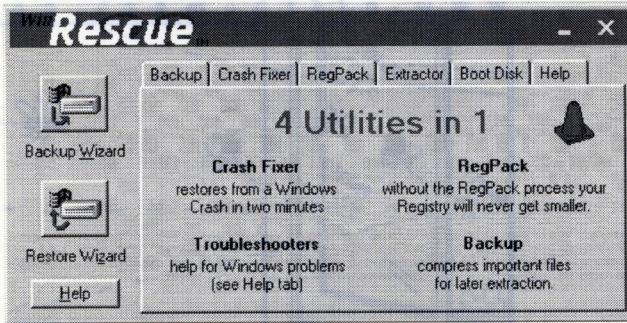 Win Rescue TM
Backup Crash Fixer RegPack Extractor Boot Disk Help
4 Utilities in 1
Backup Wizard
Crash Fixer
restores from a Windows
Crash in two minutes
RegPack
without the RegPack process your
Registry will never get smaller.
Restore Wizard
Help
Troubleshooters
help for Windows problems
(see Help tab)
Backup
compress important files
for later extraction.